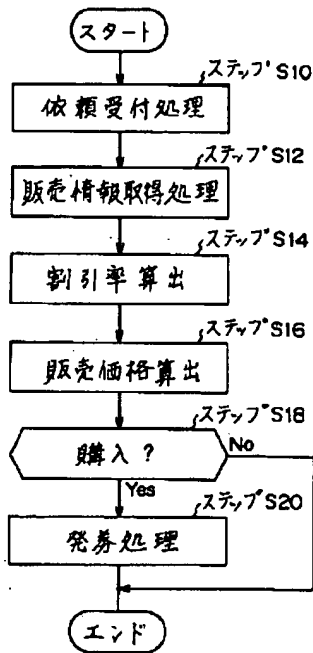 スタート
ステップS10
依頼受付処理
ステップS12
販売情報取得処理
ステップS14
割引率算出
ステップS16
販売価格算出
ステップS18
購入?
No
Yes
ステップS20
発券処理
エンド